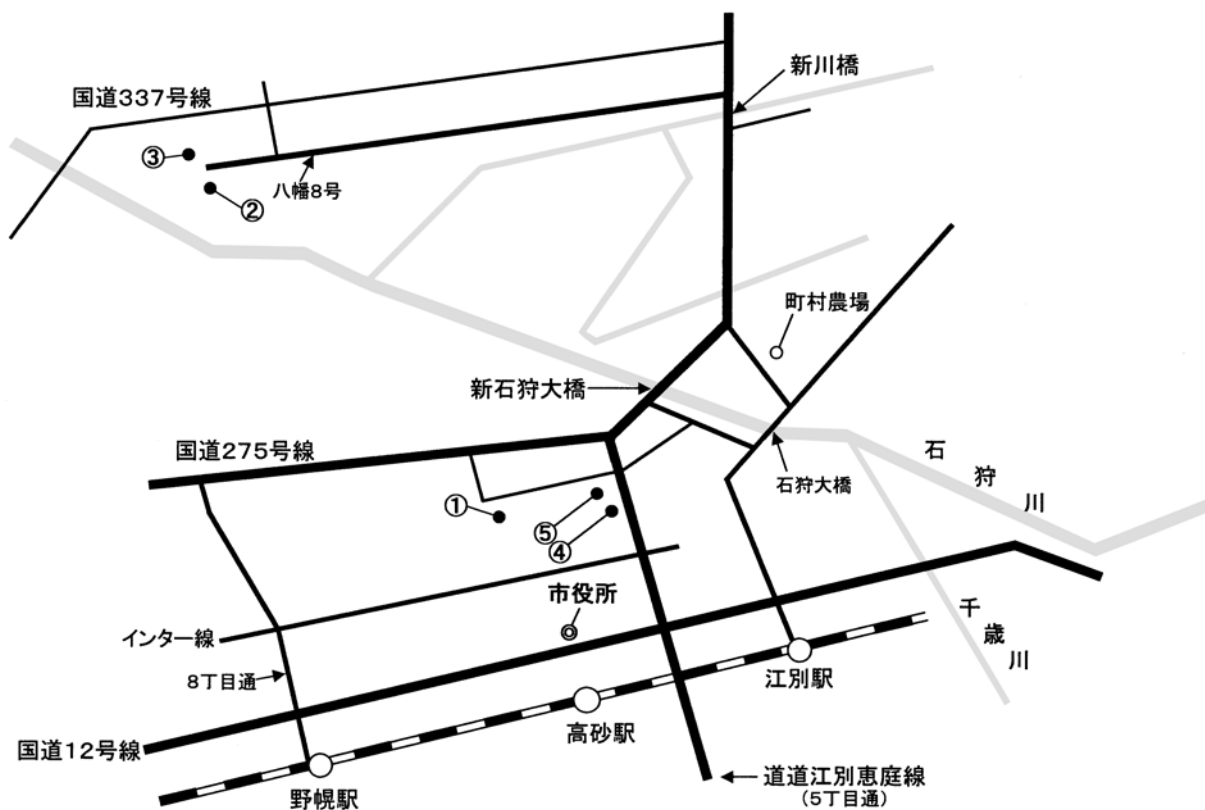 新川橋
国道337号線
③
八幡8号
②
町村農場
新石狩大橋
国道275号線
石狩大橋
石狩川
①
⑤
④
市役所
インター線
千歳川
8丁目通
江別駅
高砂駅
国道12号線
道道江別恵庭線
(5丁目通)
野幌駅